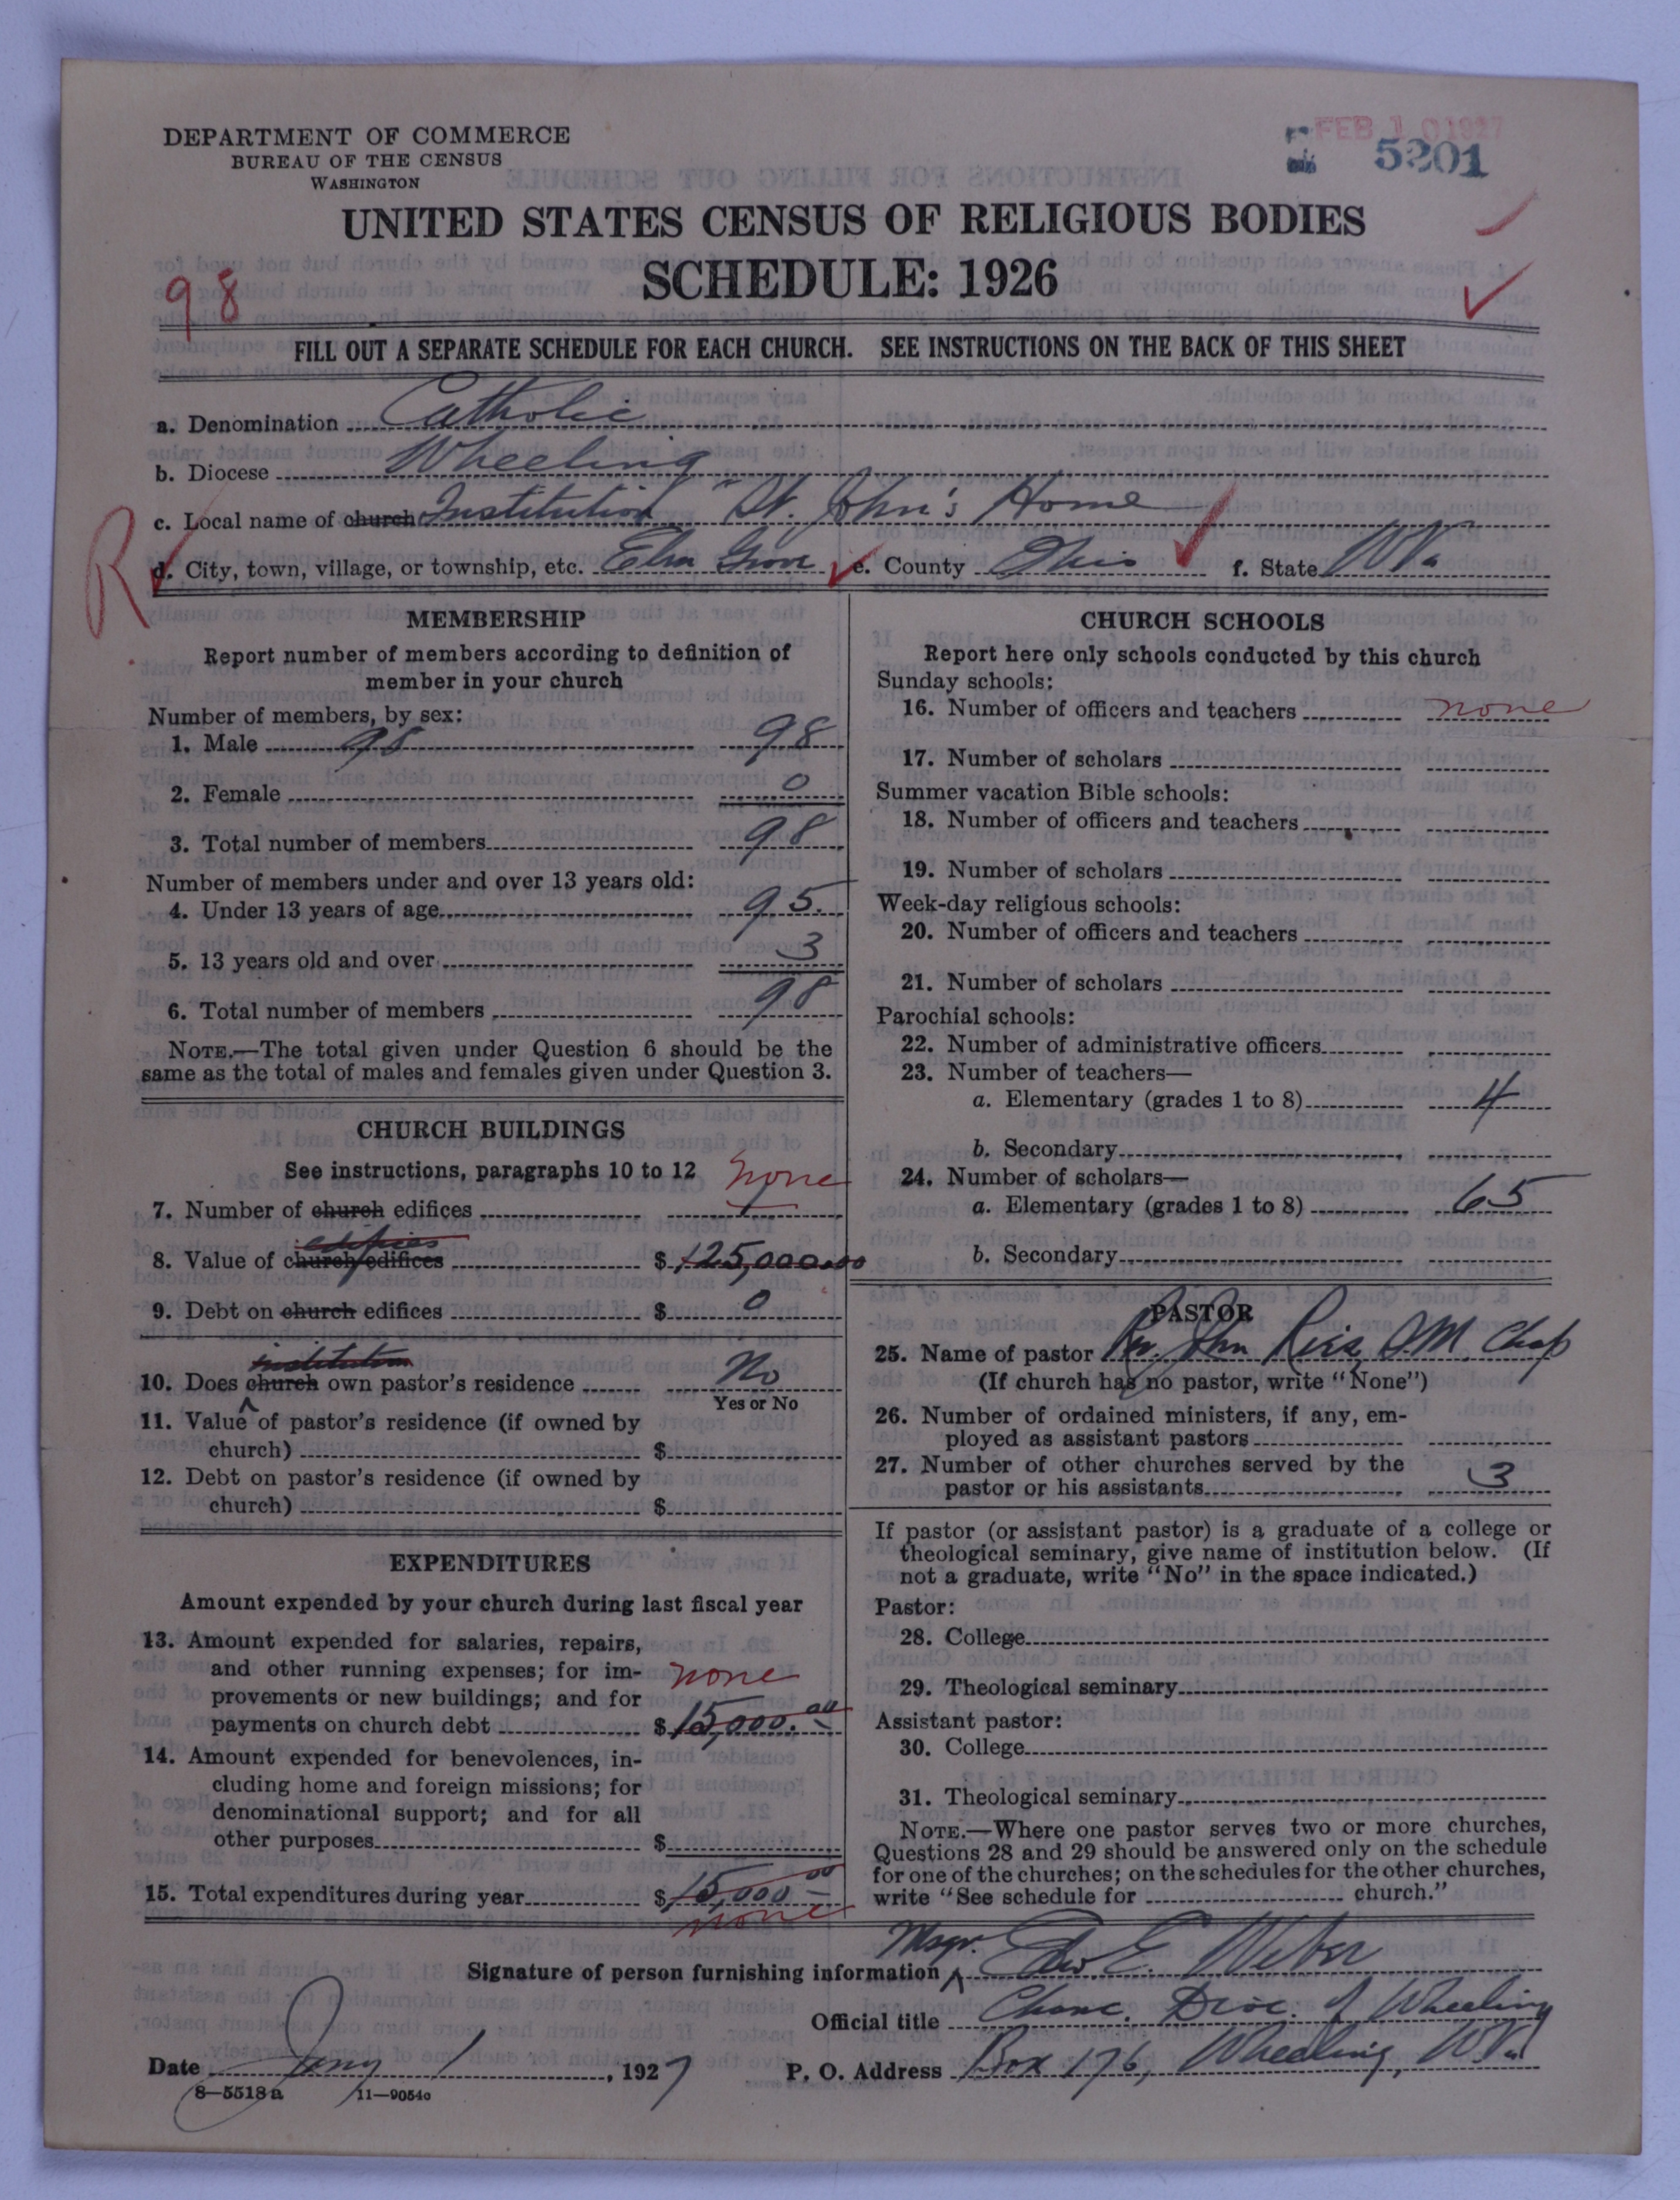 DEPARTMENT OF COMMERCE
BUREAU OF THE CENSUS
WASHINGTON
FEB 10 1927
5201
UNITED STATES CENSUS OF RELIGIOUS BODIES
SCHEDULE: 1926
98
FILL OUT A SEPARATE SCHEDULE FOR EACH CHURCH. SEE INSTRUCTIONS ON THE BACK OF THIS SHEET
a. Denomination Catholic
b. Diocese Wheeling
c. Local name of church Institution "St. John's Home
R
d. City, town, village, or township, etc. Elm Grove e. County Ohio f. State W Va
MEMBERSHIP
Report number of members according to definition of
member in your church
Number of members, by sex:
1. Male 98 98
2. Female 0
3. Total number of members 98
Number of members under and over 13 years old:
4. Under 13 years of age 95
5. 13 years old and over 3
6. Total number of members 98
NOTE.—The total given under Question 6 should be the
same as the total of males and females given under Question 3.
CHURCH BUILDINGS
See instructions, paragraphs 10 to 12 none
7. Number of church edifices 1
edifices
8. Value of church edifices $ 125,000.00
9. Debt on church edifices $ 0
institution
10. Does church own pastor's residence No
Yes or No
11. Value of pastor's residence (if owned by
church) $
12. Debt on pastor's residence (if owned by
church) $
EXPENDITURES
Amount expended by your church during last fiscal year
13. Amount expended for salaries, repairs,
and other running expenses; for im- none
provements or new buildings; and for
payments on church debt $ 15,000.00
14. Amount expended for benevolences, in-
cluding home and foreign missions; for
denominational support; and for all
other purposes $
15. Total expenditures during year $ 15,000 00
none
CHURCH SCHOOLS
Report here only schools conducted by this church
Sunday schools:
16. Number of officers and teachers none
17. Number of scholars
Summer vacation Bible schools:
18. Number of officers and teachers
19. Number of scholars
Week-day religious schools:
20. Number of officers and teachers
21. Number of scholars
Parochial schools:
22. Number of administrative officers
23. Number of teachers—
a. Elementary (grades 1 to 8) 4
b. Secondary
24. Number of scholars—
a. Elementary (grades 1 to 8) 65
b. Secondary
PASTOR
25. Name of pastor Rev. John Chap
(If church has no pastor, write "None")
26. Number of ordained ministers, if any, em-
ployed as assistant pastors
27. Number of other churches served by the
pastor or his assistants 3
If pastor (or assistant pastor) is a graduate of a college or
theological seminary, give name of institution below. (If
not a graduate, write "No" in the space indicated.)
Pastor:
28. College
29. Theological seminary
Assistant pastor:
30. College
31. Theological seminary
NOTE.—Where one pastor serves two or more churches,
Questions 28 and 29 should be answered only on the schedule
for one of the churches; on the schedules for the other churches,
write "See schedule for church."
Msgr.
Signature of person furnishing information Edw E. Weber
Official title Chanc. Dioc. of Wheeling
Date Jany 1, 1927 P. O. Address Box 176, Wheeling, W Va
8—5518a 11—9054o